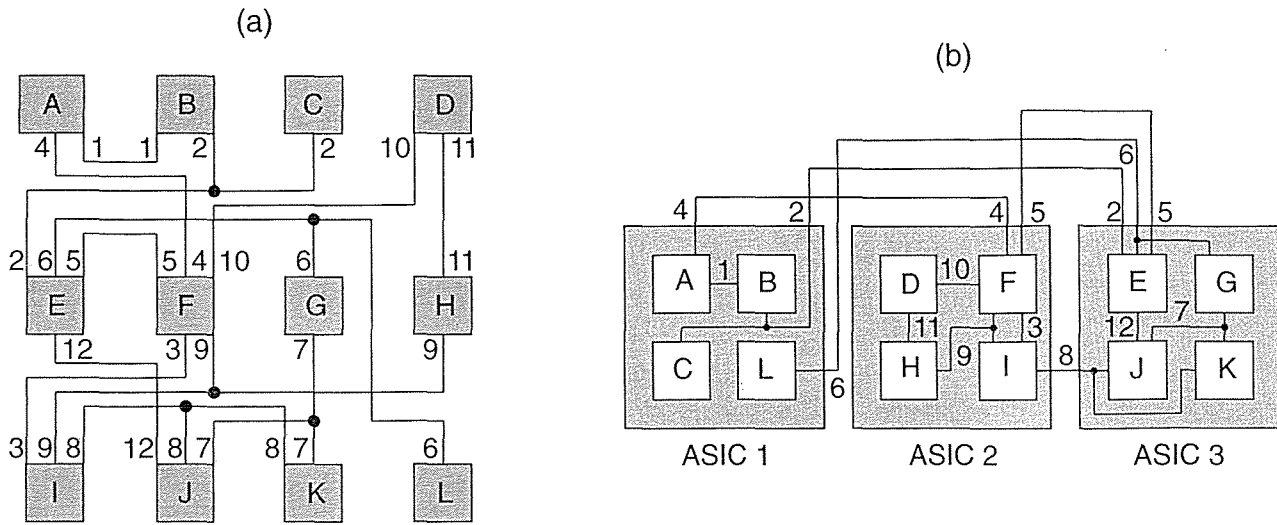 (a)
(b)
A B C D
4 1 1 2 2 10 11
2 6 5 5 4 10 6 11
E F G H
12 3 9 7 9
3 9 8 12 8 7 8 7 6
I J K L
6
4 2 4 5 2 5
A 1 B D 10 F E G
11 3 12 7
C L H 9 I 8 J K
6
ASIC 1 ASIC 2 ASIC 3